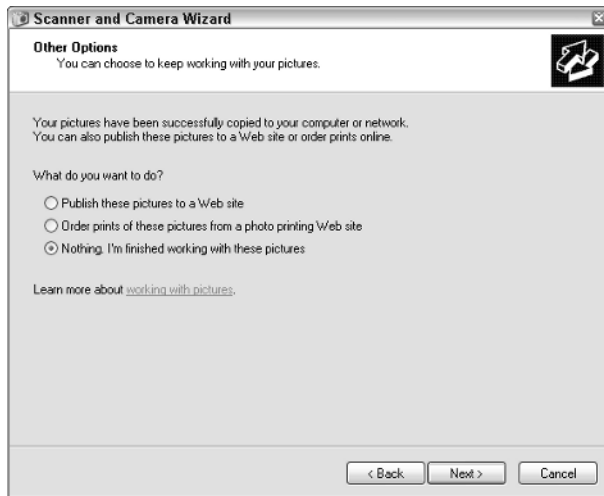 Scanner and Camera Wizard
Other Options
You can choose to keep working with your pictures.
Your pictures have been successfully copied to your computer or network.
You can also publish these pictures to a Web site or order prints online.
What do you want to do?
Publish these pictures to a Web site
Order prints of these pictures from a photo printing Web site
Nothing. I'm finished working with these pictures
Learn more about working with pictures.
< Back Next > Cancel